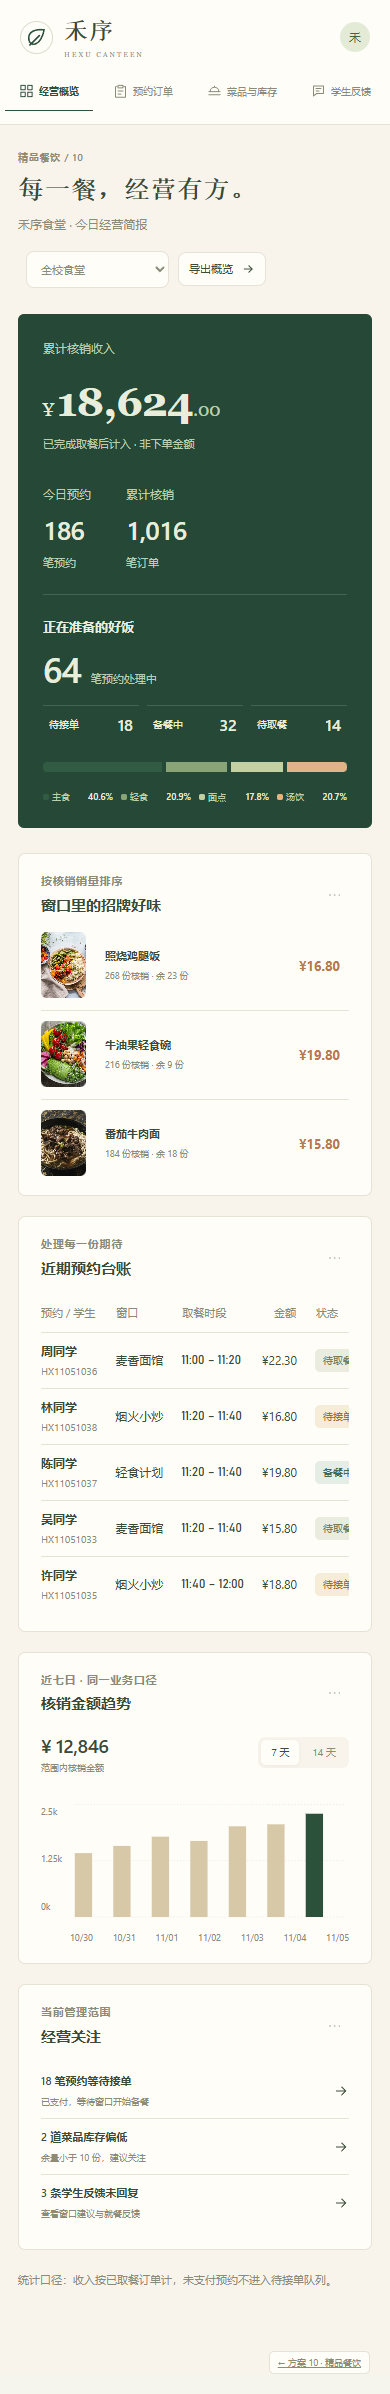 禾序
HEXU CANTEEN
禾
经营概览 预约订单 菜品与库存 学生反馈
精品餐饮 / 10
每一餐，经营有方。
禾序食堂 · 今日经营简报
全校食堂 导出概览 →
累计核销收入
¥18,624.00
已完成取餐后计入 · 非下单金额
今日预约 累计核销
186 1,016
笔预约 笔订单
正在准备的好饭
64 笔预约处理中
待接单 18 备餐中 32 待取餐 14
主食 40.6% 轻食 20.9% 面点 17.8% 汤饮 20.7%
按核销销量排序
窗口里的招牌好味
照烧鸡腿饭
268 份核销 · 余 23 份
¥16.80
牛油果轻食碗
216 份核销 · 余 9 份
¥19.80
番茄牛肉面
184 份核销 · 余 18 份
¥15.80
处理每一份期待
近期预约台账
预约 / 学生 窗口 取餐时段 金额 状态
周同学
HX11051036
麦香面馆 11:00 – 11:20 ¥22.30 待取餐
林同学
HX11051038
烟火小炒 11:20 – 11:40 ¥16.80 待接单
陈同学
HX11051037
轻食计划 11:20 – 11:40 ¥19.80 备餐中
吴同学
HX11051033
麦香面馆 11:20 – 11:40 ¥15.80 待取餐
许同学
HX11051035
烟火小炒 11:40 – 12:00 ¥18.80 待接单
近七日 · 同一业务口径
核销金额趋势
¥ 12,846
范围内核销金额
7 天 14 天
2.5k
1.25k
0k
10/30 10/31 11/01 11/02 11/03 11/04 11/05
当前管理范围
经营关注
18 笔预约等待接单
已支付，等待窗口开始备餐
→
2 道菜品库存偏低
余量小于 10 份，建议关注
→
3 条学生反馈未回复
查看窗口建议与就餐反馈
→
统计口径：收入按已取餐订单计，未支付预约不进入待接单队列。
← 方案 10 · 精品餐饮